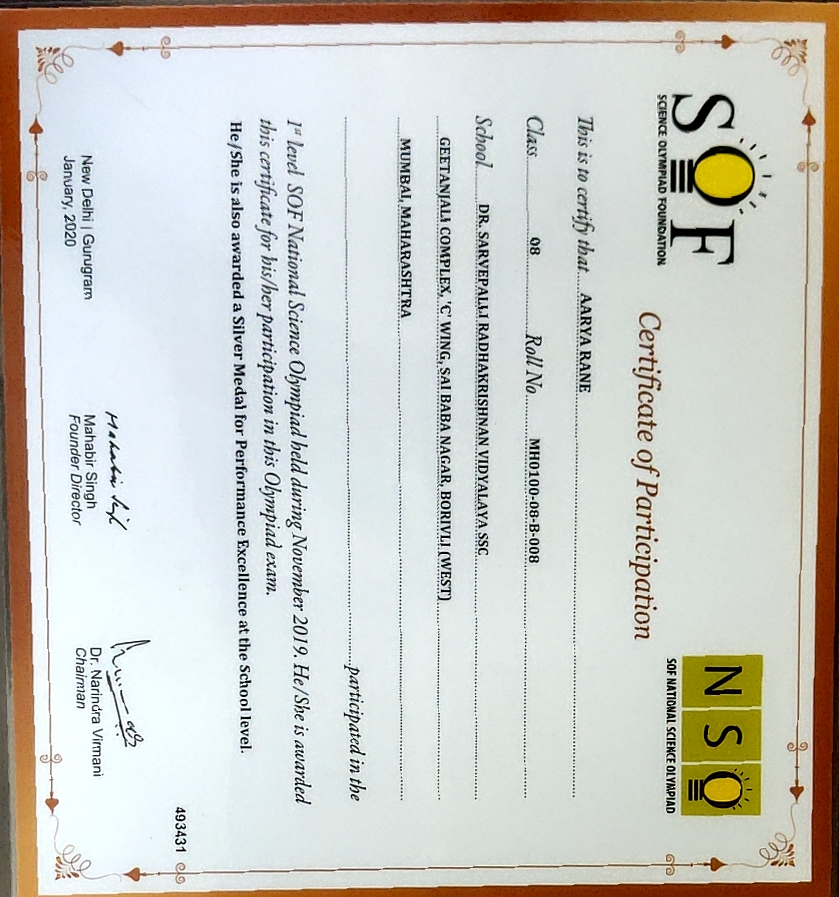 SOF
SCIENCE OLYMPIAD FOUNDATION
NSO
SOF NATIONAL SCIENCE OLYMPIAD
Certificate of Participation
This is to certify that AARYA RANE
Class 08 Roll No. MH0100-08-B-008
School DR. SARVEPALLI RADHAKRISHNAN VIDYALAYA SSC
GEETANJALI COMPLEX, 'C' WING, SAI BABA NAGAR, BORIVLI (WEST)
MUMBAI, MAHARASHTRA
participated in the
1st level SOF National Science Olympiad held during November 2019. He/She is awarded
this certificate for his/her participation in this Olympiad exam.
He/She is also awarded a Silver Medal for Performance Excellence at the School level.
493431
New Delhi | Gurugram
January, 2020
Mahabir Singh
Founder Director
Dr. Narindra Virmani
Chairman